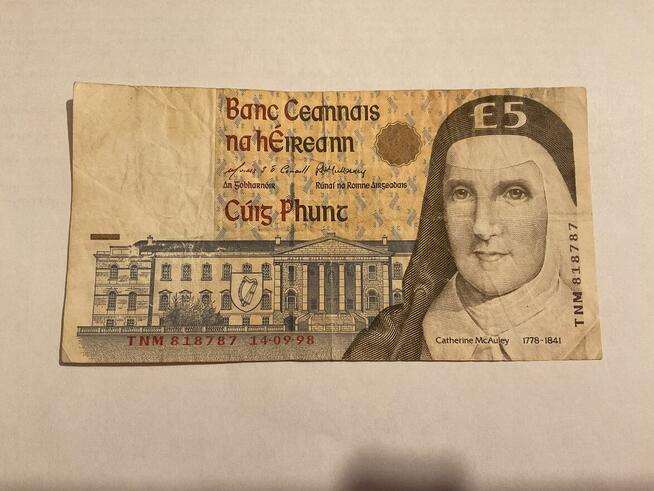 Banc Ceannais
na hÉireann
£5
An Gobharnóir Rúnaí na Roinne Airgeadais
Cúig Phunt
TNM 818787
TNM 818787 14·09·98
Catherine McAuley 1778-1841